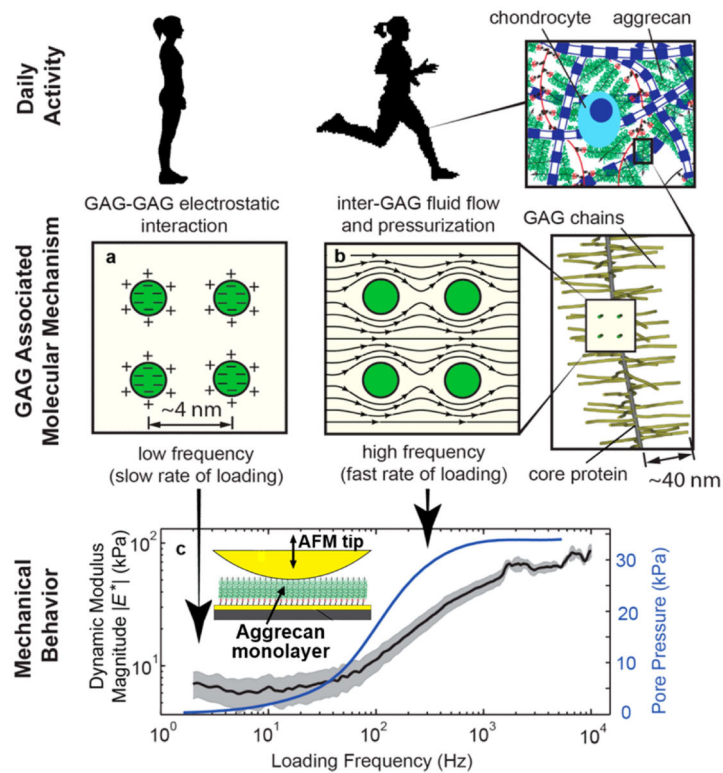 Daily
Activity
chondrocyte
aggrecan
GAG-GAG electrostatic
interaction
inter-GAG fluid flow
and pressurization
GAG Associated
Molecular Mechanism
a
~4 nm
b
GAG chains
core protein
~40 nm
low frequency
(slow rate of loading)
high frequency
(fast rate of loading)
Mechanical
Behavior
c
AFM tip
Aggrecan
monolayer
Dynamic Modulus
Magnitude |E*| (kPa)
10²
10¹
30
20
10
5
0
Pore Pressure (kPa)
10⁰
10¹
10²
10³
10⁴
Loading Frequency (Hz)